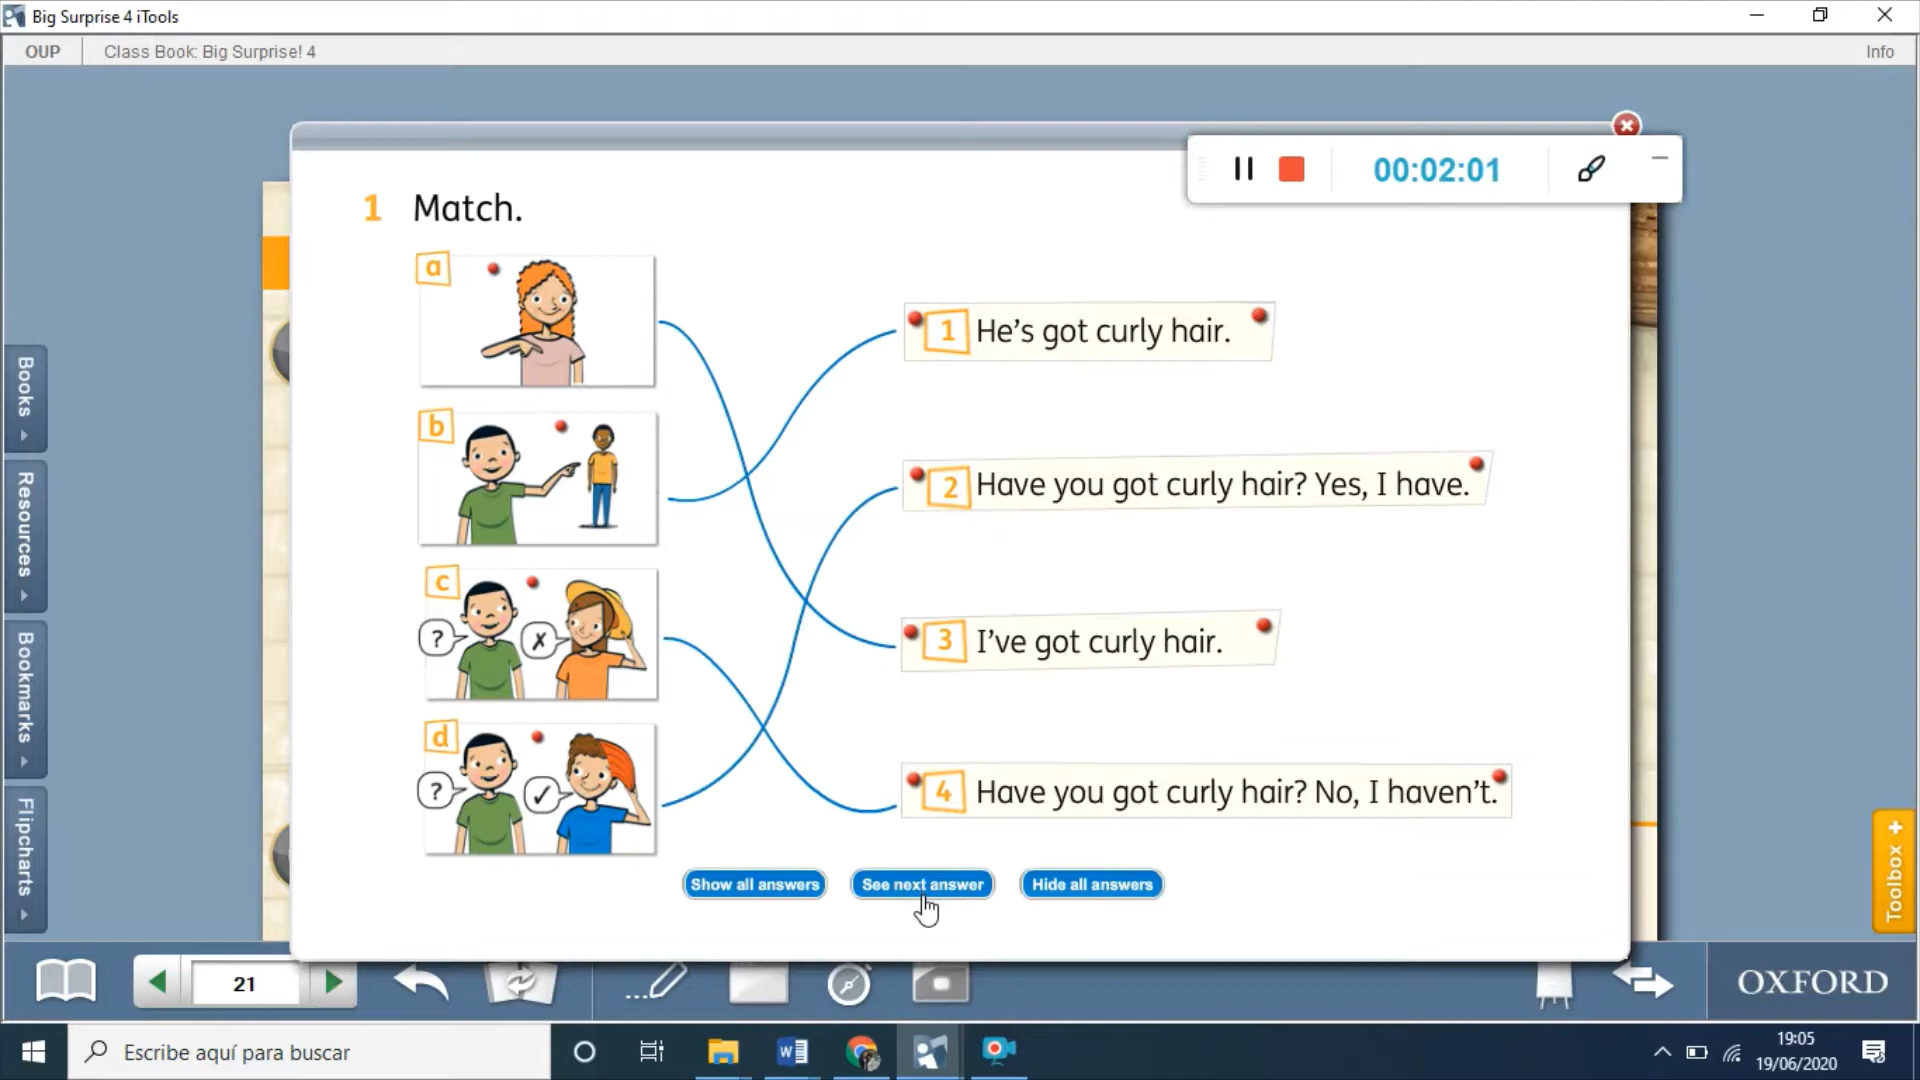 Big Surprise 4 iTools
OUP
Class Book: Big Surprise! 4
Info
00:02:01
1 Match.
a
b
c
? ✗
d
? ✓
1 He's got curly hair.
2 Have you got curly hair? Yes, I have.
3 I've got curly hair.
4 Have you got curly hair? No, I haven't.
Show all answers
See next answer
Hide all answers
Books
Resources
Bookmarks
Flipcharts
Toolbox +
21
OXFORD
Escribe aquí para buscar
19:05
19/06/2020